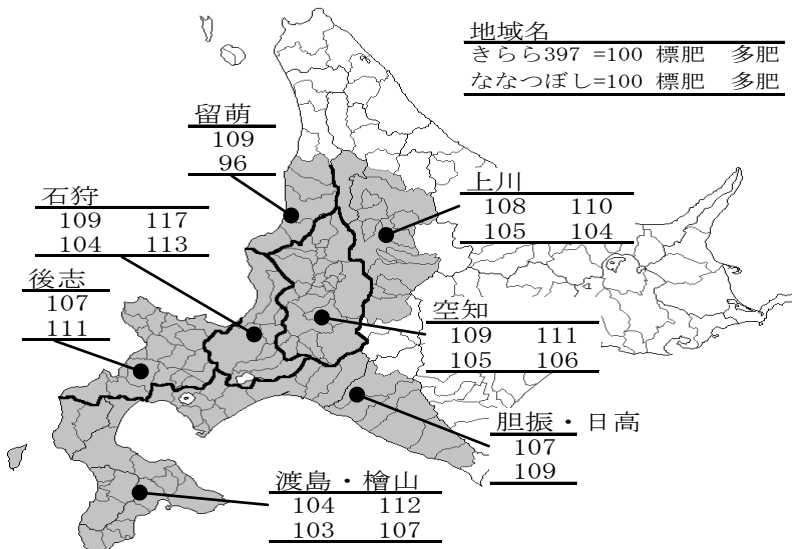 地域名
きらら397 =100 標肥 多肥
ななつぼし=100 標肥 多肥
留萌
109
96
石狩
109 117
104 113
上川
108 110
105 104
後志
107
111
空知
109 111
105 106
胆振・日高
107
109
渡島・檜山
104 112
103 107